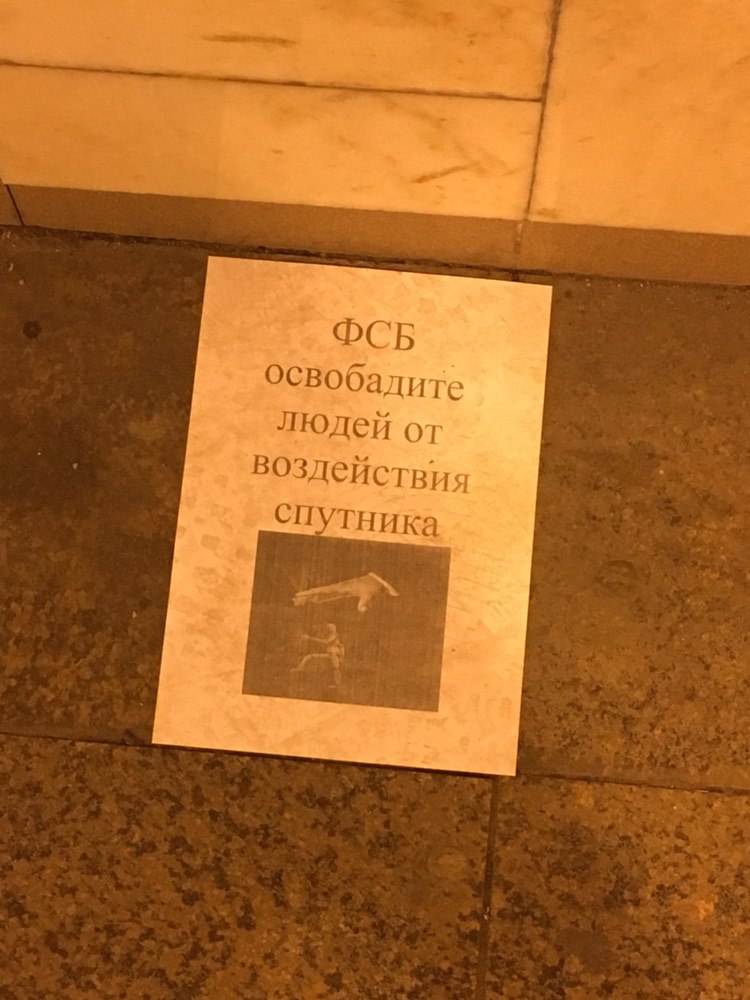 ФСБ
освобадите
людей от
воздействия
спутника